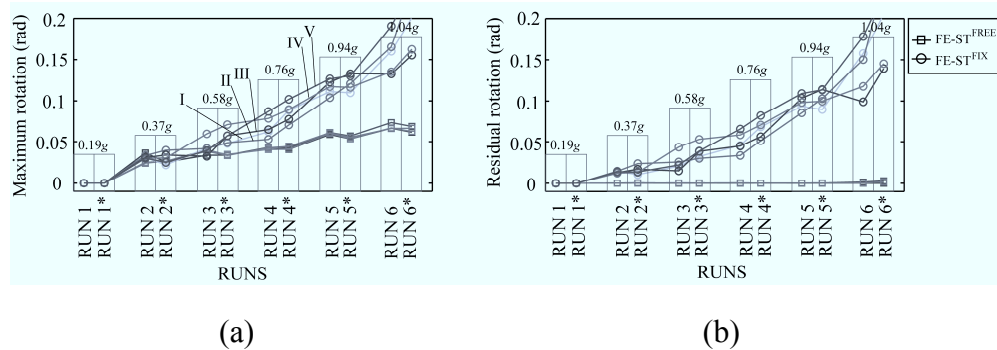 Maximum rotation (rad)
0.2
0.15
0.1
0.05
0
0.19g
0.37g
0.58g
0.76g
0.94g
1.04g
I
II
III
IV
V
RUN 1
RUN 1*
RUN 2
RUN 2*
RUN 3
RUN 3*
RUN 4
RUN 4*
RUN 5
RUN 5*
RUN 6
RUN 6*
RUNS
(a)
Residual rotation (rad)
0.2
0.15
0.1
0.05
0
0.19g
0.37g
0.58g
0.76g
0.94g
1.04g
RUN 1
RUN 1*
RUN 2
RUN 2*
RUN 3
RUN 3*
RUN 4
RUN 4*
RUN 5
RUN 5*
RUN 6
RUN 6*
RUNS
(b)
FE-ST^FREE
FE-ST^FIX